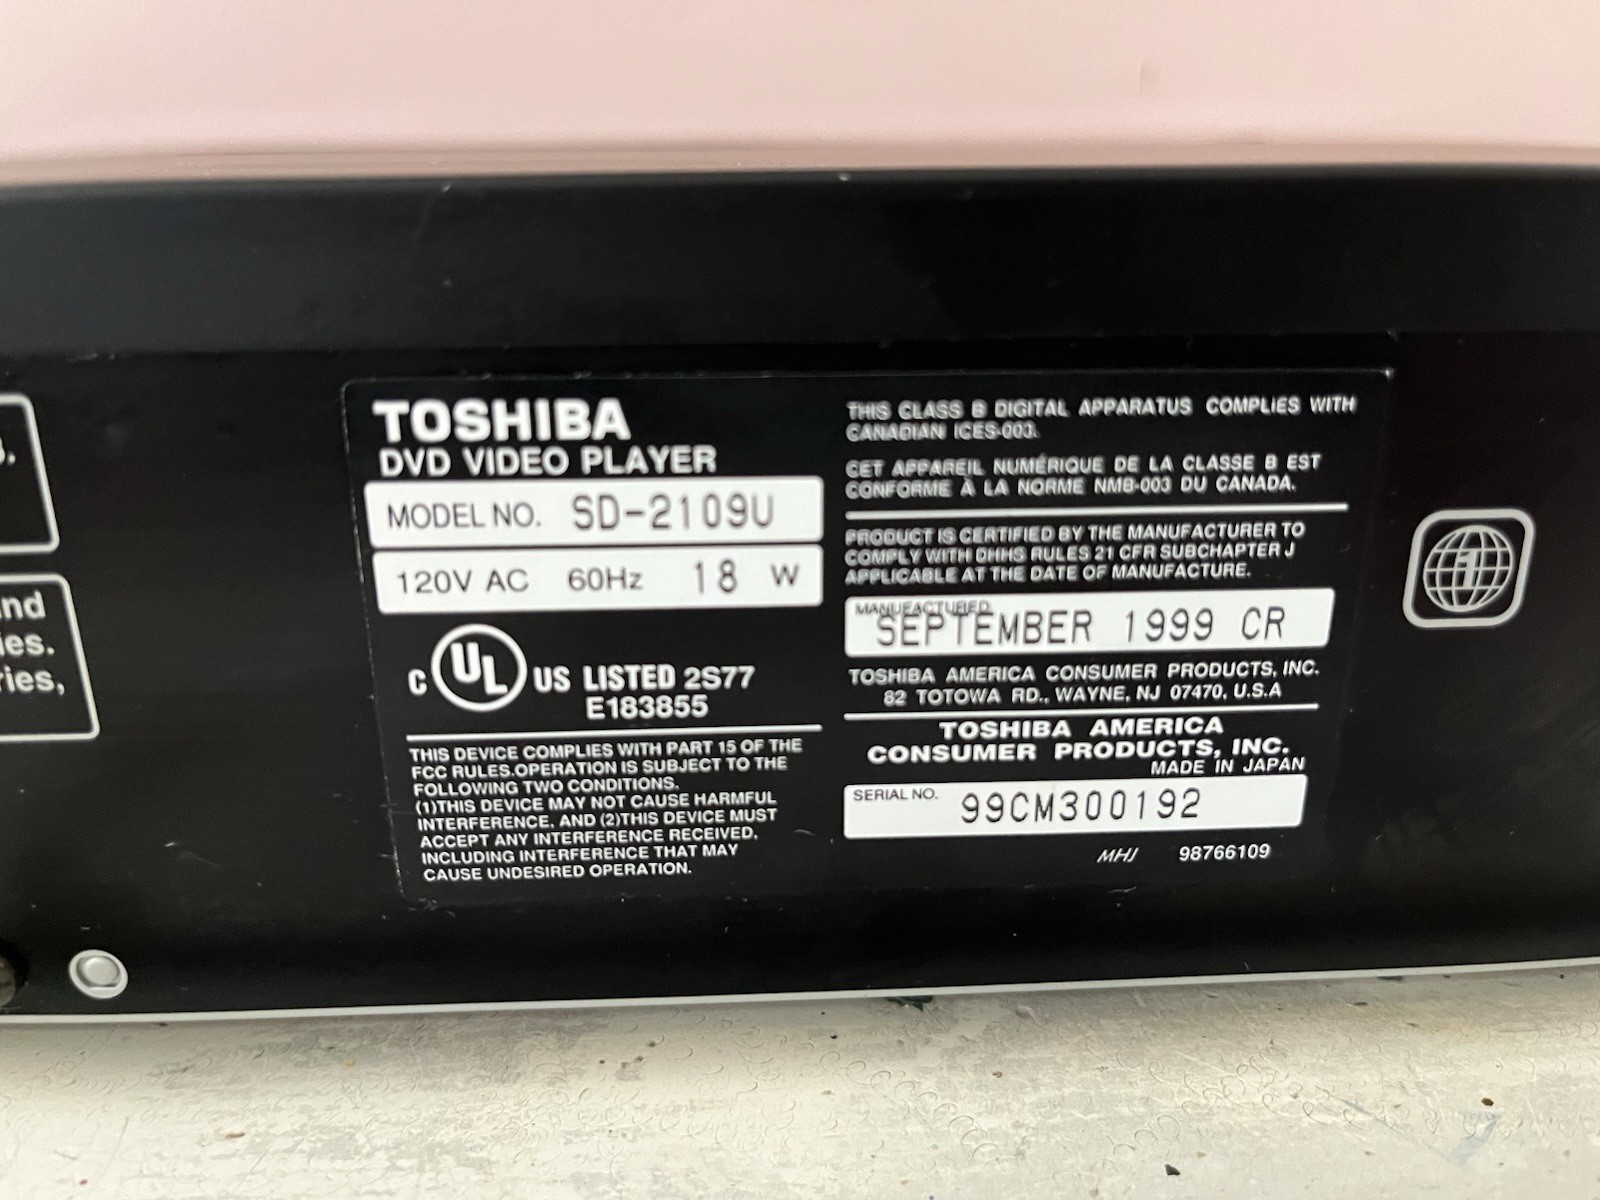 nd
ies.
ries,
TOSHIBA
DVD VIDEO PLAYER
MODEL NO. SD-2109U
120V AC 60Hz 18 W
C UL US LISTED 2S77
E183855
THIS DEVICE COMPLIES WITH PART 15 OF THE
FCC RULES.OPERATION IS SUBJECT TO THE
FOLLOWING TWO CONDITIONS.
(1)THIS DEVICE MAY NOT CAUSE HARMFUL
INTERFERENCE, AND (2)THIS DEVICE MUST
ACCEPT ANY INTERFERENCE RECEIVED,
INCLUDING INTERFERENCE THAT MAY
CAUSE UNDESIRED OPERATION.
THIS CLASS B DIGITAL APPARATUS COMPLIES WITH
CANADIAN ICES-003.
CET APPAREIL NUMÉRIQUE DE LA CLASSE B EST
CONFORME À LA NORME NMB-003 DU CANADA.
PRODUCT IS CERTIFIED BY THE MANUFACTURER TO
COMPLY WITH DHHS RULES 21 CFR SUBCHAPTER J
APPLICABLE AT THE DATE OF MANUFACTURE.
MANUFACTURED
SEPTEMBER 1999 CR
TOSHIBA AMERICA CONSUMER PRODUCTS, INC.
82 TOTOWA RD., WAYNE, NJ 07470, U.S.A
TOSHIBA AMERICA
CONSUMER PRODUCTS, INC.
MADE IN JAPAN
SERIAL NO. 99CM300192
MHJ 98766109
1